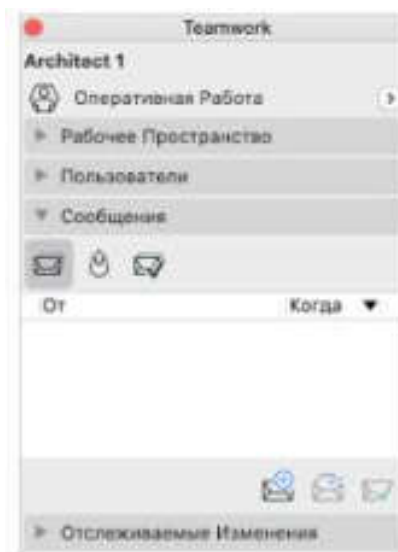 Teamwork
Architect 1
Оперативная Работа
Рабочее Пространство
Пользователи
Сообщения
От Когда
Отслеживаемые Изменения